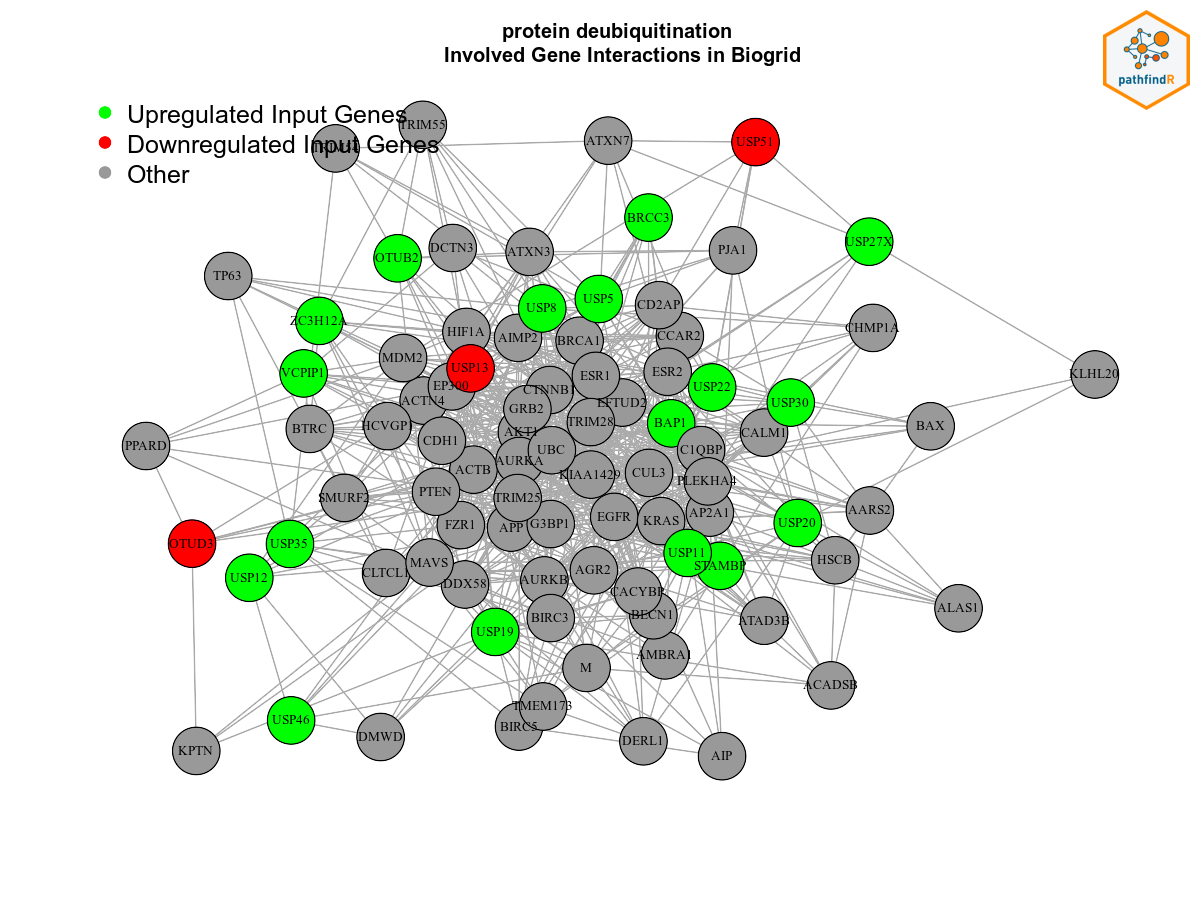 protein deubiquitination
Involved Gene Interactions in Biogrid
pathfindR
Upregulated Input Genes
Downregulated Input Genes
Other
TRIM55
ATXN7
USP51
BRCC3
USP27X
DCTN3
ATXN3
PJA1
OTUB2
TP63
USP5
CD2AP
USP8
ZC3H12A
CHMP1A
HIF1A
AIMP2
BRCA1
CCAR2
MDM2
USP13
VCPIP1
ESR1
ESR2
KLHL20
EP300
CTNNB1
USP22
ACTN4
GRB2
EFTUD2
USP30
BTRC
HCVGP1
TRIM28
BAP1
BAX
AKT1
CALM1
PPARD
CDH1
UBC
C1QBP
AURKA
ACTB
KIAA1429
CUL3
PLEKHA4
PTEN
SMURF2
TRIM25
AARS2
FZR1
APP
G3BP1
EGFR
KRAS
AP2A1
USP20
OTUD3
USP35
USP11
HSCB
MAVS
STAMBP
USP12
CLTCL1
DDX58
AURKB
AGR2
CACYBP
ALAS1
BIRC3
BECN1
ATAD3B
USP19
AMBRA1
M
ACADSB
TMEM173
USP46
BIRC5
DMWD
DERL1
KPTN
AIP